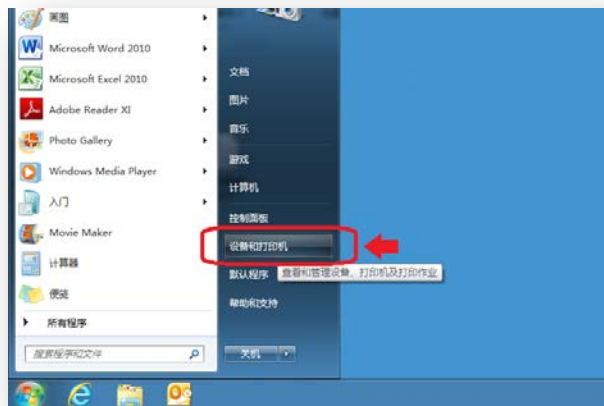 画图
Microsoft Word 2010
Microsoft Excel 2010
Adobe Reader XI
Photo Gallery
Windows Media Player
入门
Movie Maker
计算器
便笺
所有程序
搜索程序和文件
文档
图片
音乐
游戏
计算机
控制面板
设备和打印机
查看和管理设备、打印机及打印作业
默认程序
帮助和支持
关机